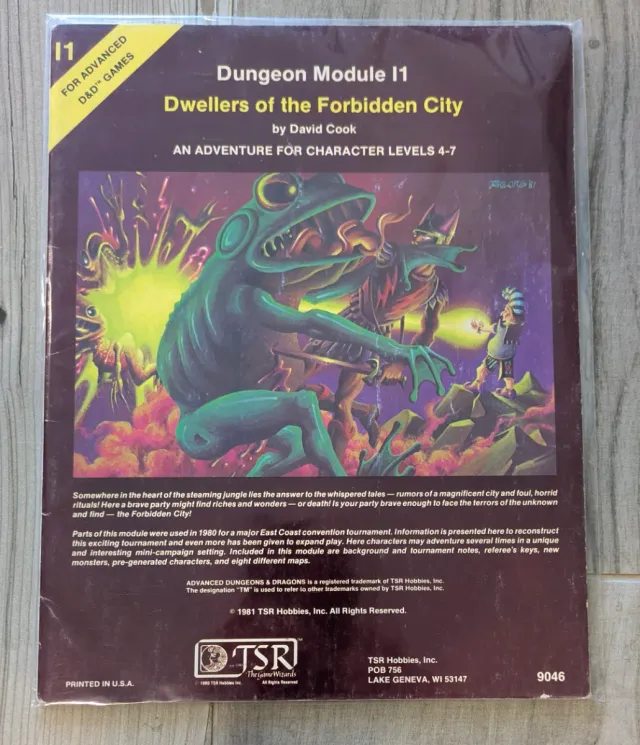 I1
FOR ADVANCED
D&D™ GAMES
Dungeon Module I1
Dwellers of the Forbidden City
by David Cook
AN ADVENTURE FOR CHARACTER LEVELS 4-7
Somewhere in the heart of the steaming jungle lies the answer to the whispered tales — rumors of a magnificent city and foul, horrid
rituals! Here a brave party might find riches and wonders — or death! Is your party brave enough to face the terrors of the unknown
and find — the Forbidden City!
Parts of this module were used in 1980 for a major East Coast convention tournament. Information is presented here to reconstruct
this exciting tournament and even more has been given to expand play. Here characters may adventure several times in a unique
and interesting mini-campaign setting. Included in this module are background and tournament notes, referee's keys, new
monsters, pre-generated characters, and eight different maps.
ADVANCED DUNGEONS & DRAGONS is a registered trademark of TSR Hobbies, Inc.
The designation "TM" is used to refer to other trademarks owned by TSR Hobbies, Inc.
© 1981 TSR Hobbies, Inc. All Rights Reserved.
TSR
The Game Wizards
1980 TSR Hobbies Inc. All Rights Reserved
TSR Hobbies, Inc.
POB 756
LAKE GENEVA, WI 53147
PRINTED IN U.S.A.
9046